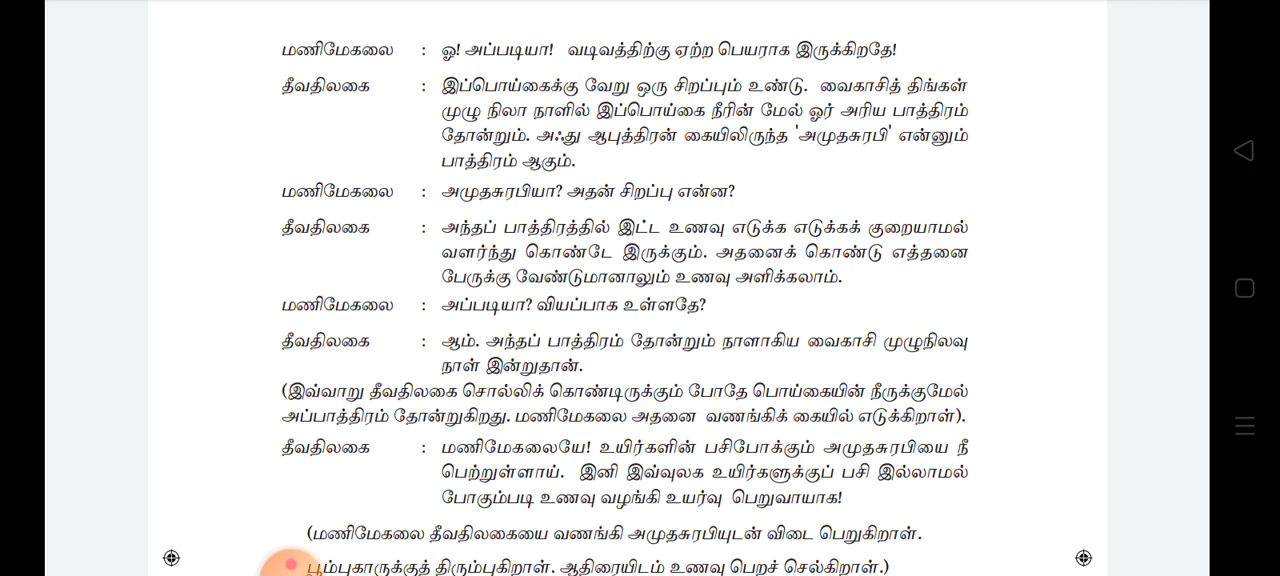 மணிமேகலை : ஓ! அப்படியா! வடிவத்திற்கு ஏற்ற பெயராக இருக்கிறதே!
தீவதிலகை : இப்பொய்கைக்கு வேறு ஒரு சிறப்பும் உண்டு. வைகாசித் திங்கள்
முழு நிலா நாளில் இப்பொய்கை நீரின் மேல் ஓர் அரிய பாத்திரம்
தோன்றும். அஃது ஆபுத்திரன் கையிலிருந்த 'அமுதசுரபி' என்னும்
பாத்திரம் ஆகும்.
மணிமேகலை : அமுதசுரபியா? அதன் சிறப்பு என்ன?
தீவதிலகை : அந்தப் பாத்திரத்தில் இட்ட உணவு எடுக்க எடுக்கக் குறையாமல்
வளர்ந்து கொண்டே இருக்கும். அதனைக் கொண்டு எத்தனை
பேருக்கு வேண்டுமானாலும் உணவு அளிக்கலாம்.
மணிமேகலை : அப்படியா? வியப்பாக உள்ளதே?
தீவதிலகை : ஆம். அந்தப் பாத்திரம் தோன்றும் நாளாகிய வைகாசி முழுநிலவு
நாள் இன்றுதான்.
(இவ்வாறு தீவதிலகை சொல்லிக் கொண்டிருக்கும் போதே பொய்கையின் நீருக்குமேல்
அப்பாத்திரம் தோன்றுகிறது. மணிமேகலை அதனை வணங்கிக் கையில் எடுக்கிறாள்).
தீவதிலகை : மணிமேகலையே! உயிர்களின் பசிபோக்கும் அமுதசுரபியை நீ
பெற்றுள்ளாய். இனி இவ்வுலக உயிர்களுக்குப் பசி இல்லாமல்
போகும்படி உணவு வழங்கி உயர்வு பெறுவாயாக!
(மணிமேகலை தீவதிலகையை வணங்கி அமுதசுரபியுடன் விடை பெறுகிறாள்.
பூம்புகாருக்குத் திரும்புகிறாள். ஆதிரையிடம் உணவு பெறச் செல்கிறாள்.)